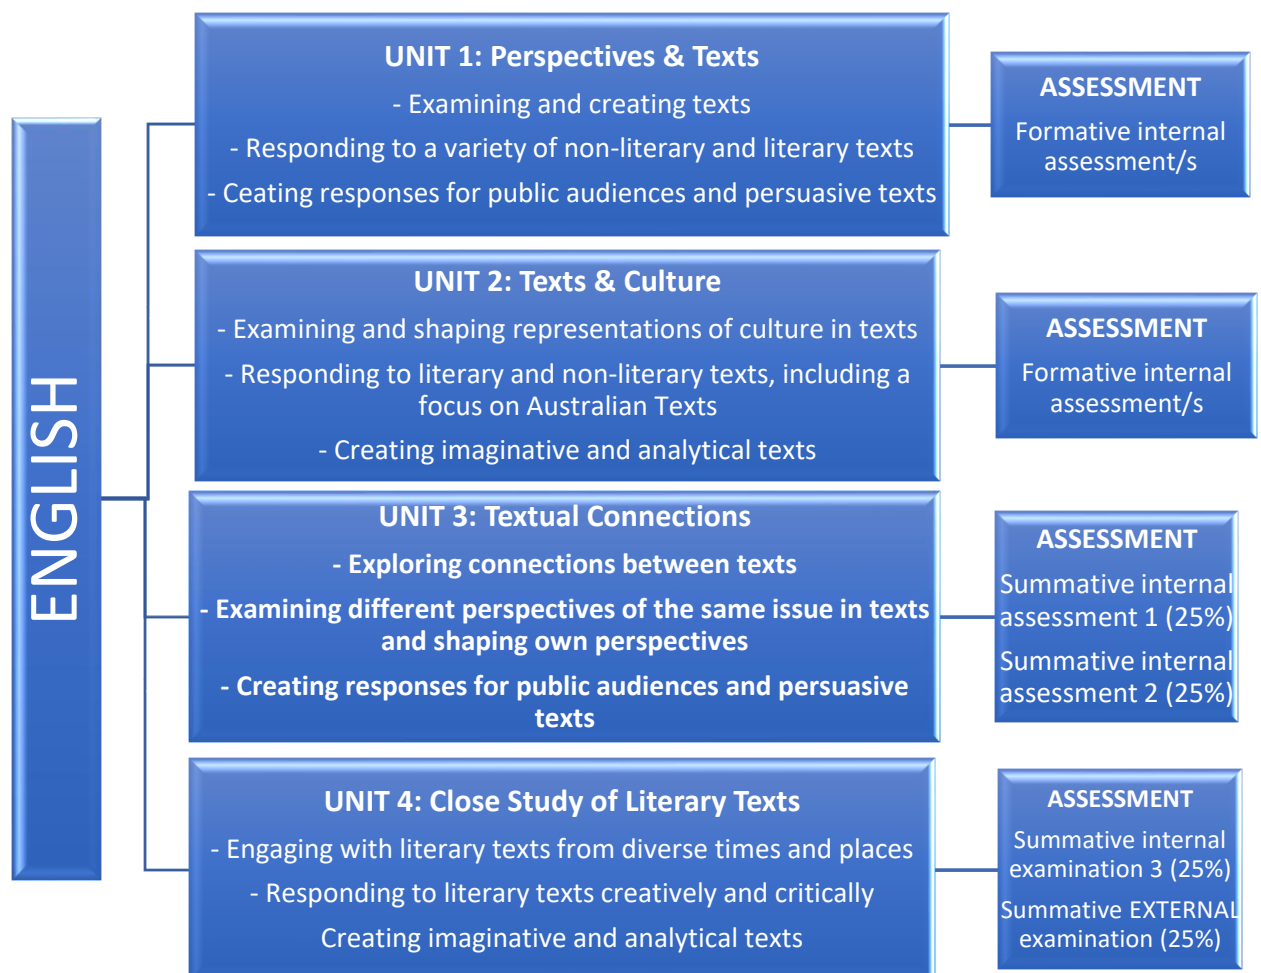 ENGLISH
UNIT 1: Perspectives & Texts
- Examining and creating texts
- Responding to a variety of non-literary and literary texts
- Ceating responses for public audiences and persuasive texts
ASSESSMENT
Formative internal
assessment/s
UNIT 2: Texts & Culture
- Examining and shaping representations of culture in texts
- Responding to literary and non-literary texts, including a
focus on Australian Texts
- Creating imaginative and analytical texts
ASSESSMENT
Formative internal
assessment/s
UNIT 3: Textual Connections
- Exploring connections between texts
- Examining different perspectives of the same issue in texts
and shaping own perspectives
- Creating responses for public audiences and persuasive
texts
ASSESSMENT
Summative internal
assessment 1 (25%)
Summative internal
assessment 2 (25%)
UNIT 4: Close Study of Literary Texts
- Engaging with literary texts from diverse times and places
- Responding to literary texts creatively and critically
Creating imaginative and analytical texts
ASSESSMENT
Summative internal
examination 3 (25%)
Summative EXTERNAL
examination (25%)